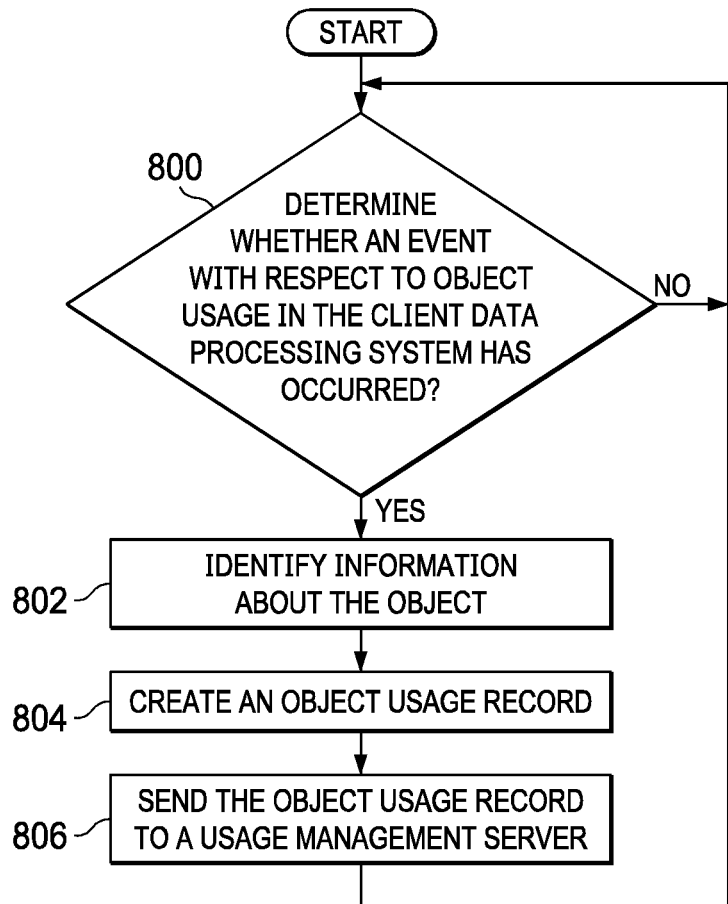 START
800
DETERMINE
WHETHER AN EVENT
WITH RESPECT TO OBJECT
USAGE IN THE CLIENT DATA
PROCESSING SYSTEM HAS
OCCURRED?
NO
YES
802
IDENTIFY INFORMATION
ABOUT THE OBJECT
804
CREATE AN OBJECT USAGE RECORD
806
SEND THE OBJECT USAGE RECORD
TO A USAGE MANAGEMENT SERVER